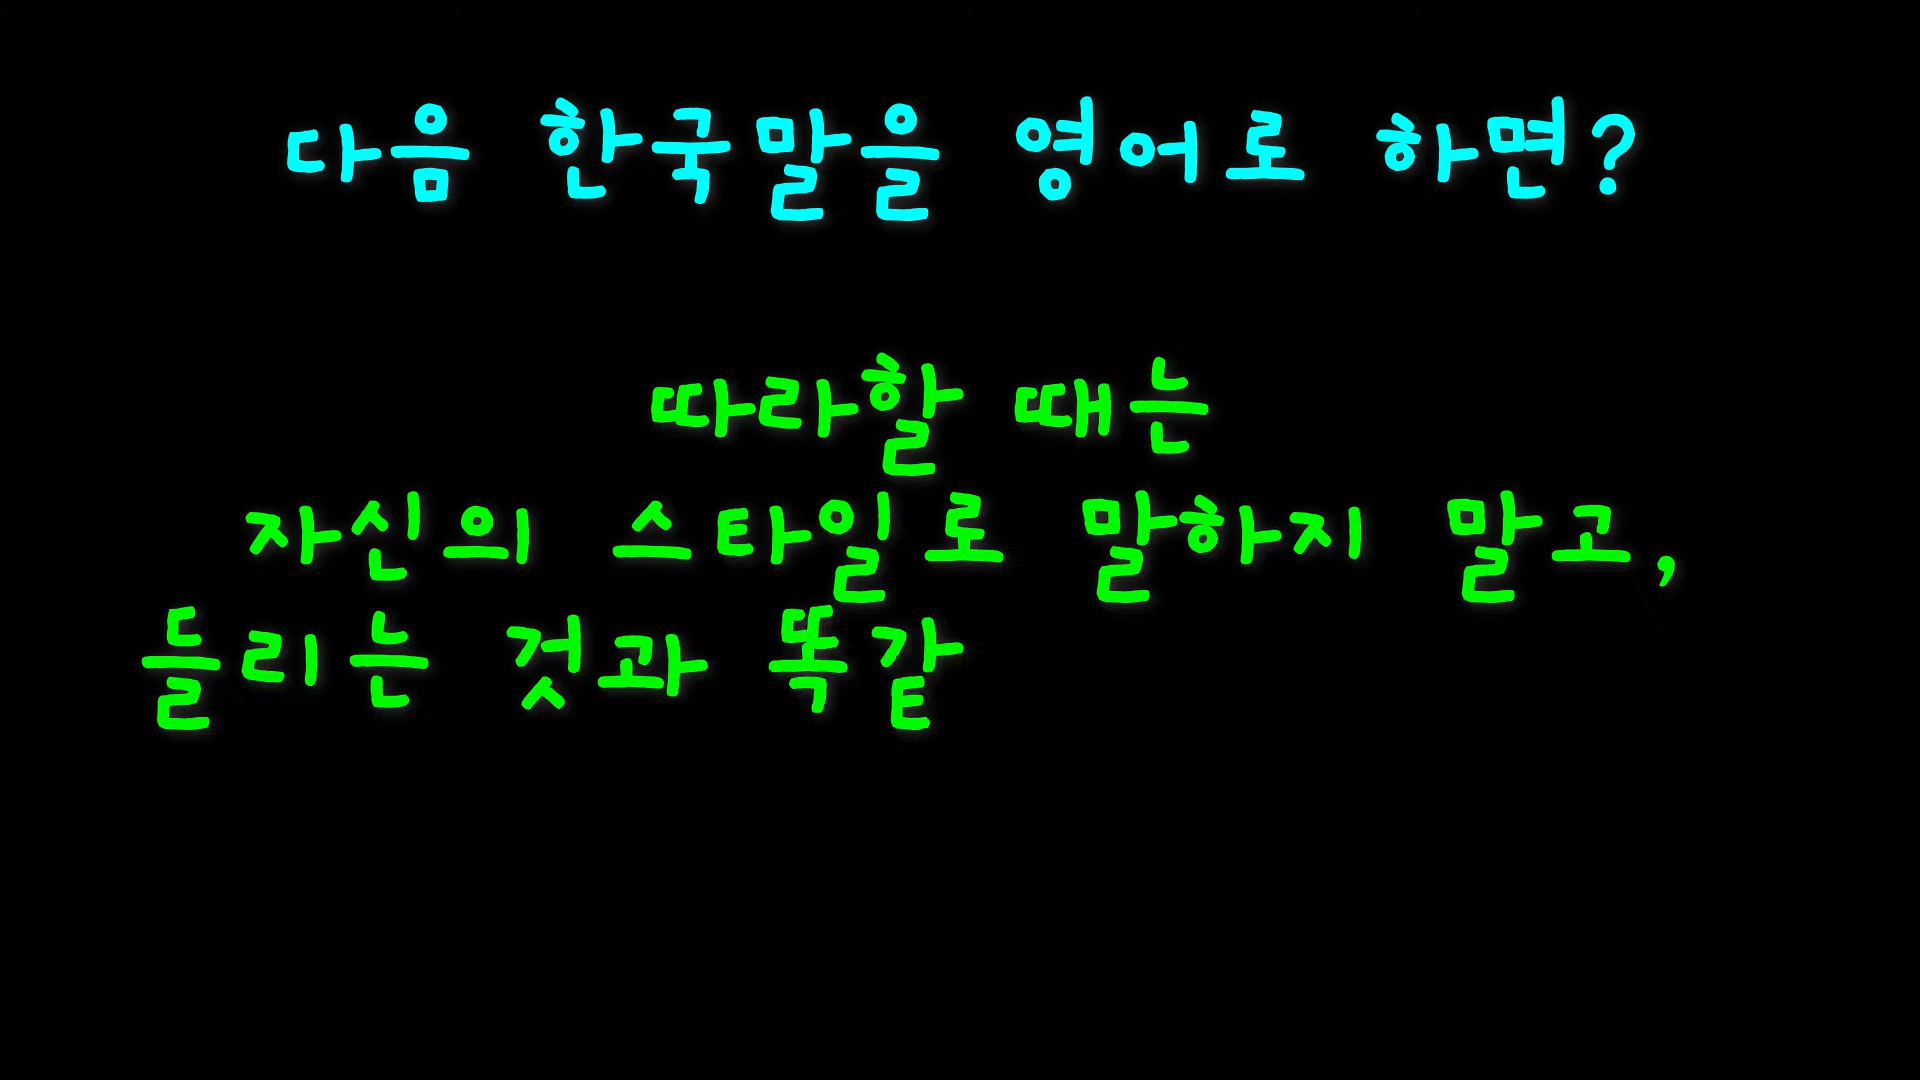 다음 한국말을 영어로 하면?
따라할 때는
자신의 스타일로 말하지 말고,
들리는 것과 똑같